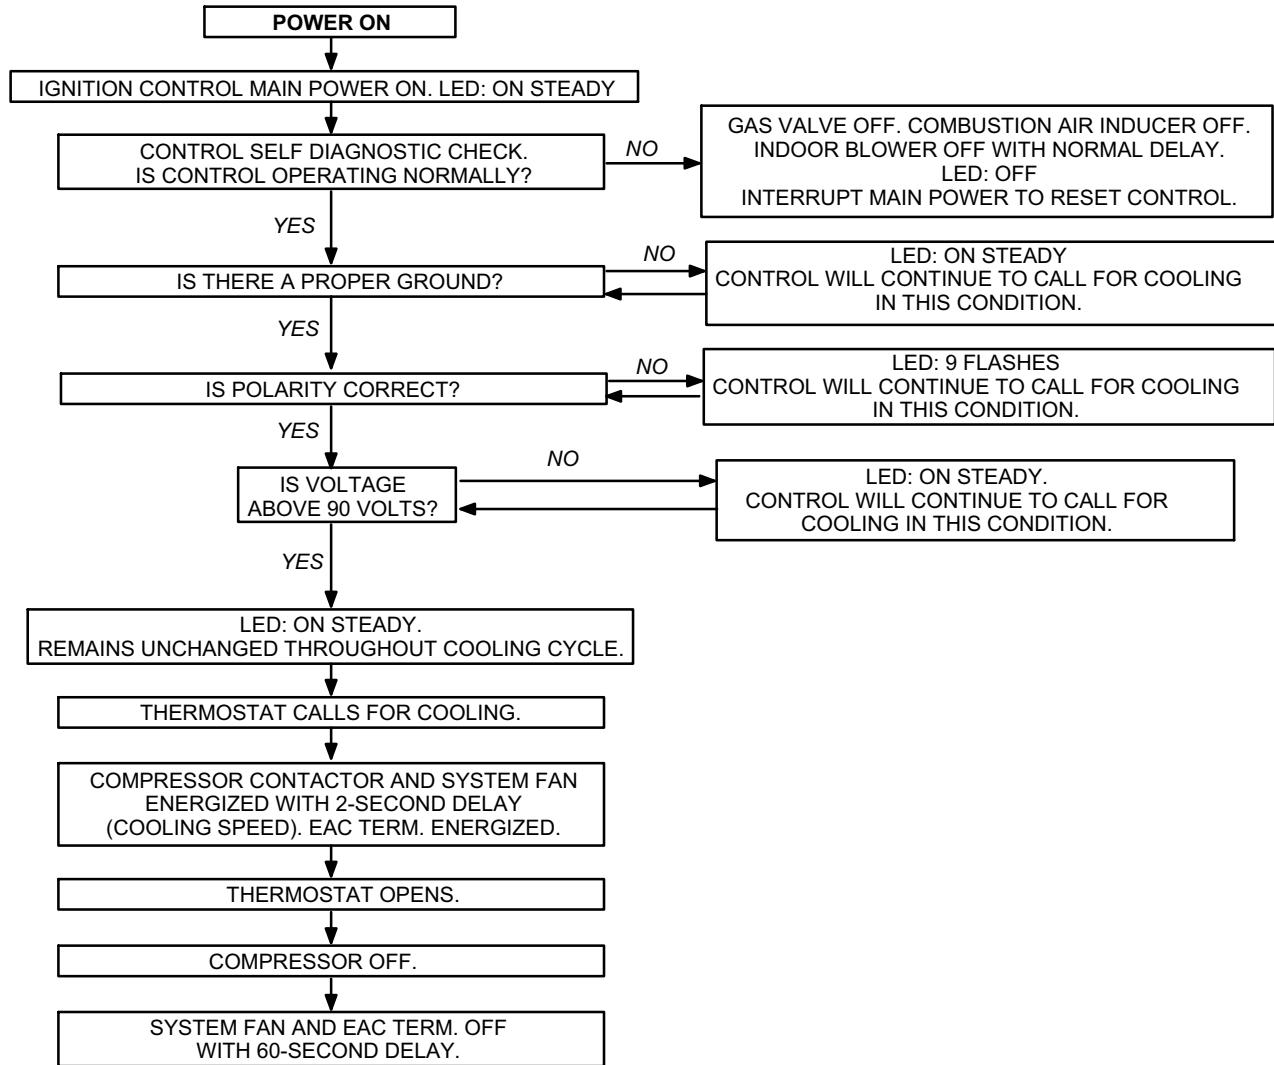 POWER ON
IGNITION CONTROL MAIN POWER ON. LED: ON STEADY
CONTROL SELF DIAGNOSTIC CHECK.
IS CONTROL OPERATING NORMALLY?
NO
GAS VALVE OFF. COMBUSTION AIR INDUCER OFF.
INDOOR BLOWER OFF WITH NORMAL DELAY.
LED: OFF
INTERRUPT MAIN POWER TO RESET CONTROL.
YES
IS THERE A PROPER GROUND?
NO
LED: ON STEADY
CONTROL WILL CONTINUE TO CALL FOR COOLING
IN THIS CONDITION.
YES
IS POLARITY CORRECT?
NO
LED: 9 FLASHES
CONTROL WILL CONTINUE TO CALL FOR COOLING
IN THIS CONDITION.
YES
IS VOLTAGE
ABOVE 90 VOLTS?
NO
LED: ON STEADY.
CONTROL WILL CONTINUE TO CALL FOR
COOLING IN THIS CONDITION.
YES
LED: ON STEADY.
REMAINS UNCHANGED THROUGHOUT COOLING CYCLE.
THERMOSTAT CALLS FOR COOLING.
COMPRESSOR CONTACTOR AND SYSTEM FAN
ENERGIZED WITH 2-SECOND DELAY
(COOLING SPEED). EAC TERM. ENERGIZED.
THERMOSTAT OPENS.
COMPRESSOR OFF.
SYSTEM FAN AND EAC TERM. OFF
WITH 60-SECOND DELAY.